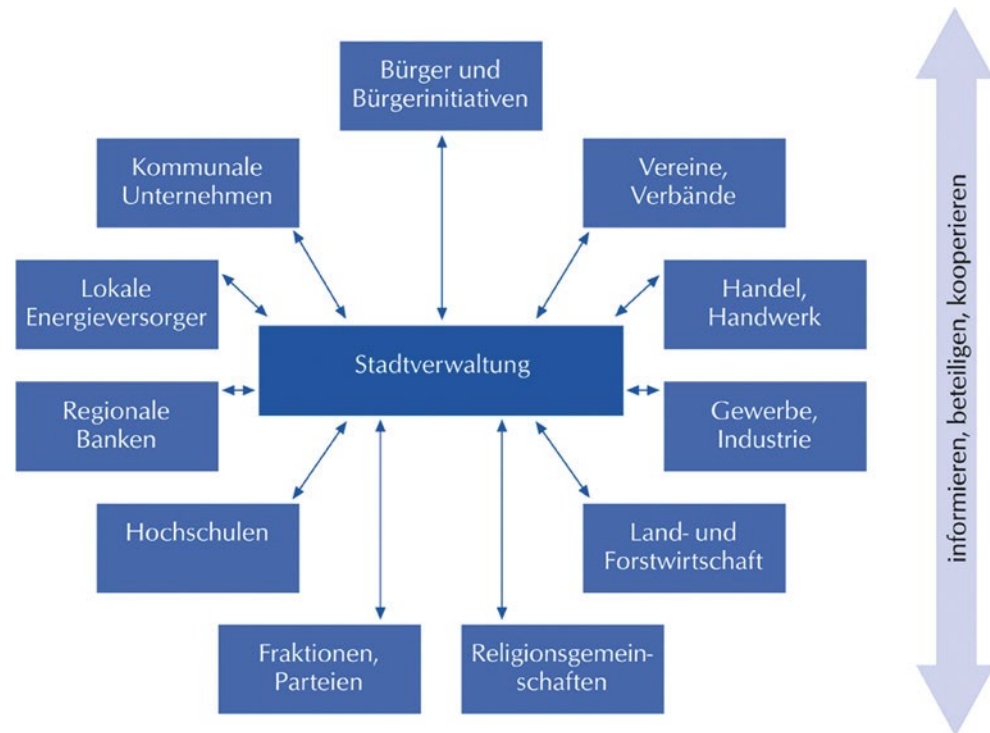 Bürger und
Bürgerinitiativen
Kommunale
Unternehmen
Vereine,
Verbände
Lokale
Energieversorger
Handel,
Handwerk
Stadtverwaltung
Regionale
Banken
Gewerbe,
Industrie
Hochschulen
Land- und
Forstwirtschaft
Fraktionen,
Parteien
Religionsgemein-
schaften
informieren, beteiligen, kooperieren